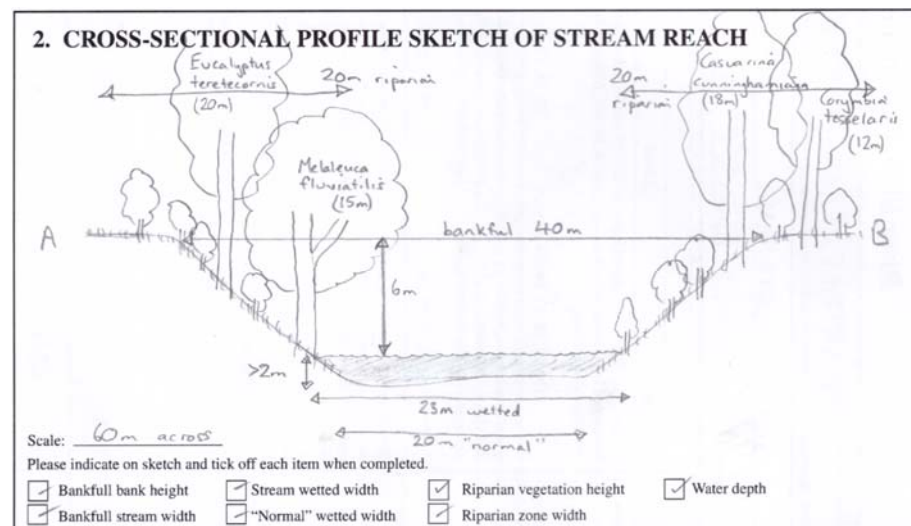 2. CROSS-SECTIONAL PROFILE SKETCH OF STREAM REACH
Eucalyptus
teretecornis
(20m)
20m riparian
20m
riparian
Casuarina
cunninghamiana
(18m)
Corymbia
tesselaris
(12m)
Melaleuca
fluviatilis
(15m)
A
bankful 40m
B
6m
>2m
23m wetted
20m "normal"
Scale: 60m across
Please indicate on sketch and tick off each item when completed.
Bankfull bank height
Stream wetted width
Riparian vegetation height
Water depth
Bankfull stream width
"Normal" wetted width
Riparian zone width